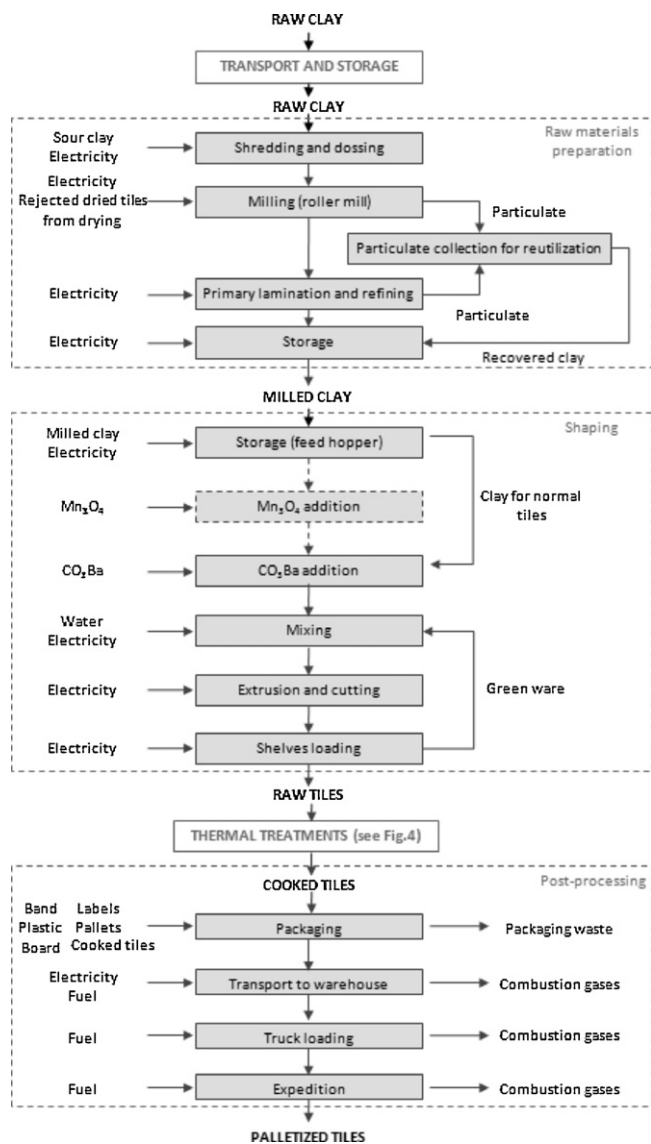 RAW CLAY
TRANSPORT AND STORAGE
RAW CLAY
Raw materials
preparation
Sour clay
Electricity
Shredding and dossing
Electricity
Rejected dried tiles
from drying
Milling (roller mill)
Particulate
Particulate collection for reutilization
Electricity
Primary lamination and refining
Particulate
Electricity
Storage
Recovered clay
MILLED CLAY
Shaping
Milled clay
Electricity
Storage (feed hopper)
Clay for normal
tiles
Mn₃O₄
Mn₃O₄ addition
CO₃Ba
CO₃Ba addition
Water
Electricity
Mixing
Green ware
Electricity
Extrusion and cutting
Electricity
Shelves loading
RAW TILES
THERMAL TREATMENTS (see Fig.4)
COOKED TILES
Post-processing
Band Labels
Plastic Pallets
Board Cooked tiles
Packaging
Packaging waste
Electricity
Fuel
Transport to warehouse
Combustion gases
Fuel
Truck loading
Combustion gases
Fuel
Expedition
Combustion gases
PALLETIZED TILES